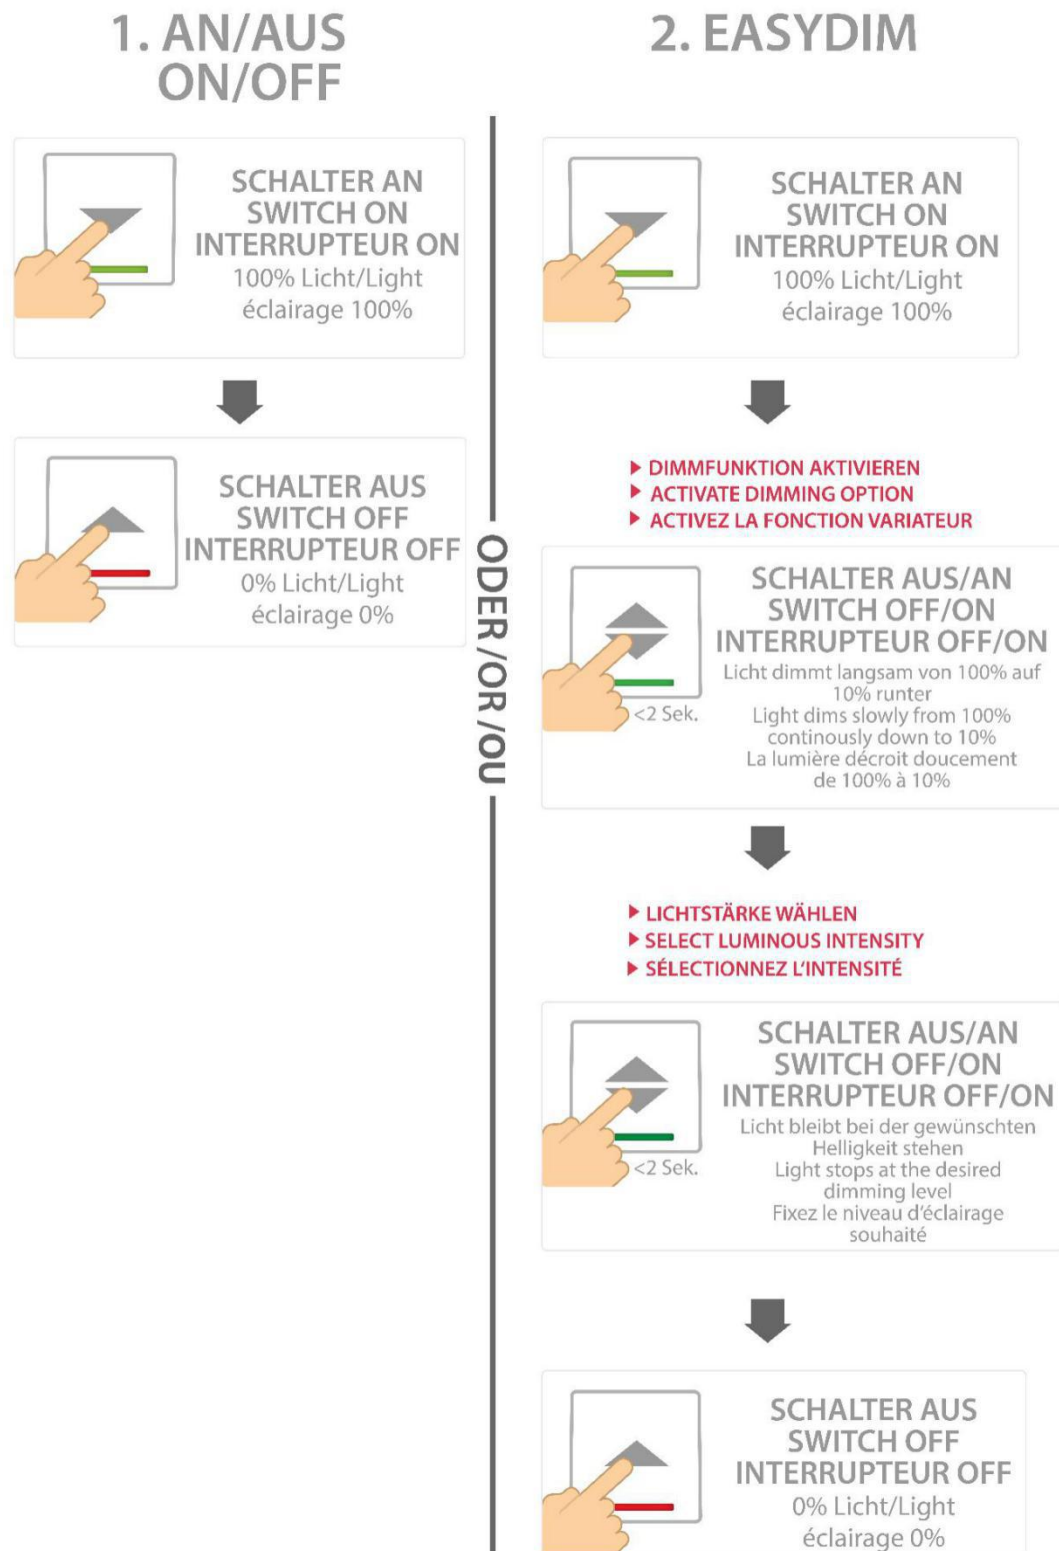 1. AN/AUS
ON/OFF
SCHALTER AN
SWITCH ON
INTERRUPTEUR ON
100% Licht/Light
éclairage 100%
SCHALTER AUS
SWITCH OFF
INTERRUPTEUR OFF
0% Licht/Light
éclairage 0%
ODER /OR /OU
2. EASYDIM
SCHALTER AN
SWITCH ON
INTERRUPTEUR ON
100% Licht/Light
éclairage 100%
DIMMFUNKTION AKTIVIEREN
ACTIVATE DIMMING OPTION
ACTIVEZ LA FONCTION VARIATEUR
SCHALTER AUS/AN
SWITCH OFF/ON
INTERRUPTEUR OFF/ON
Licht dimmt langsam von 100% auf
10% runter
Light dims slowly from 100%
continously down to 10%
La lumière décroit doucement
de 100% à 10%
<2 Sek.
LICHTSTÄRKE WÄHLEN
SELECT LUMINOUS INTENSITY
SÉLECTIONNEZ L'INTENSITÉ
SCHALTER AUS/AN
SWITCH OFF/ON
INTERRUPTEUR OFF/ON
Licht bleibt bei der gewünschten
Helligkeit stehen
Light stops at the desired
dimming level
Fixez le niveau d'éclairage
souhaité
<2 Sek.
SCHALTER AUS
SWITCH OFF
INTERRUPTEUR OFF
0% Licht/Light
éclairage 0%